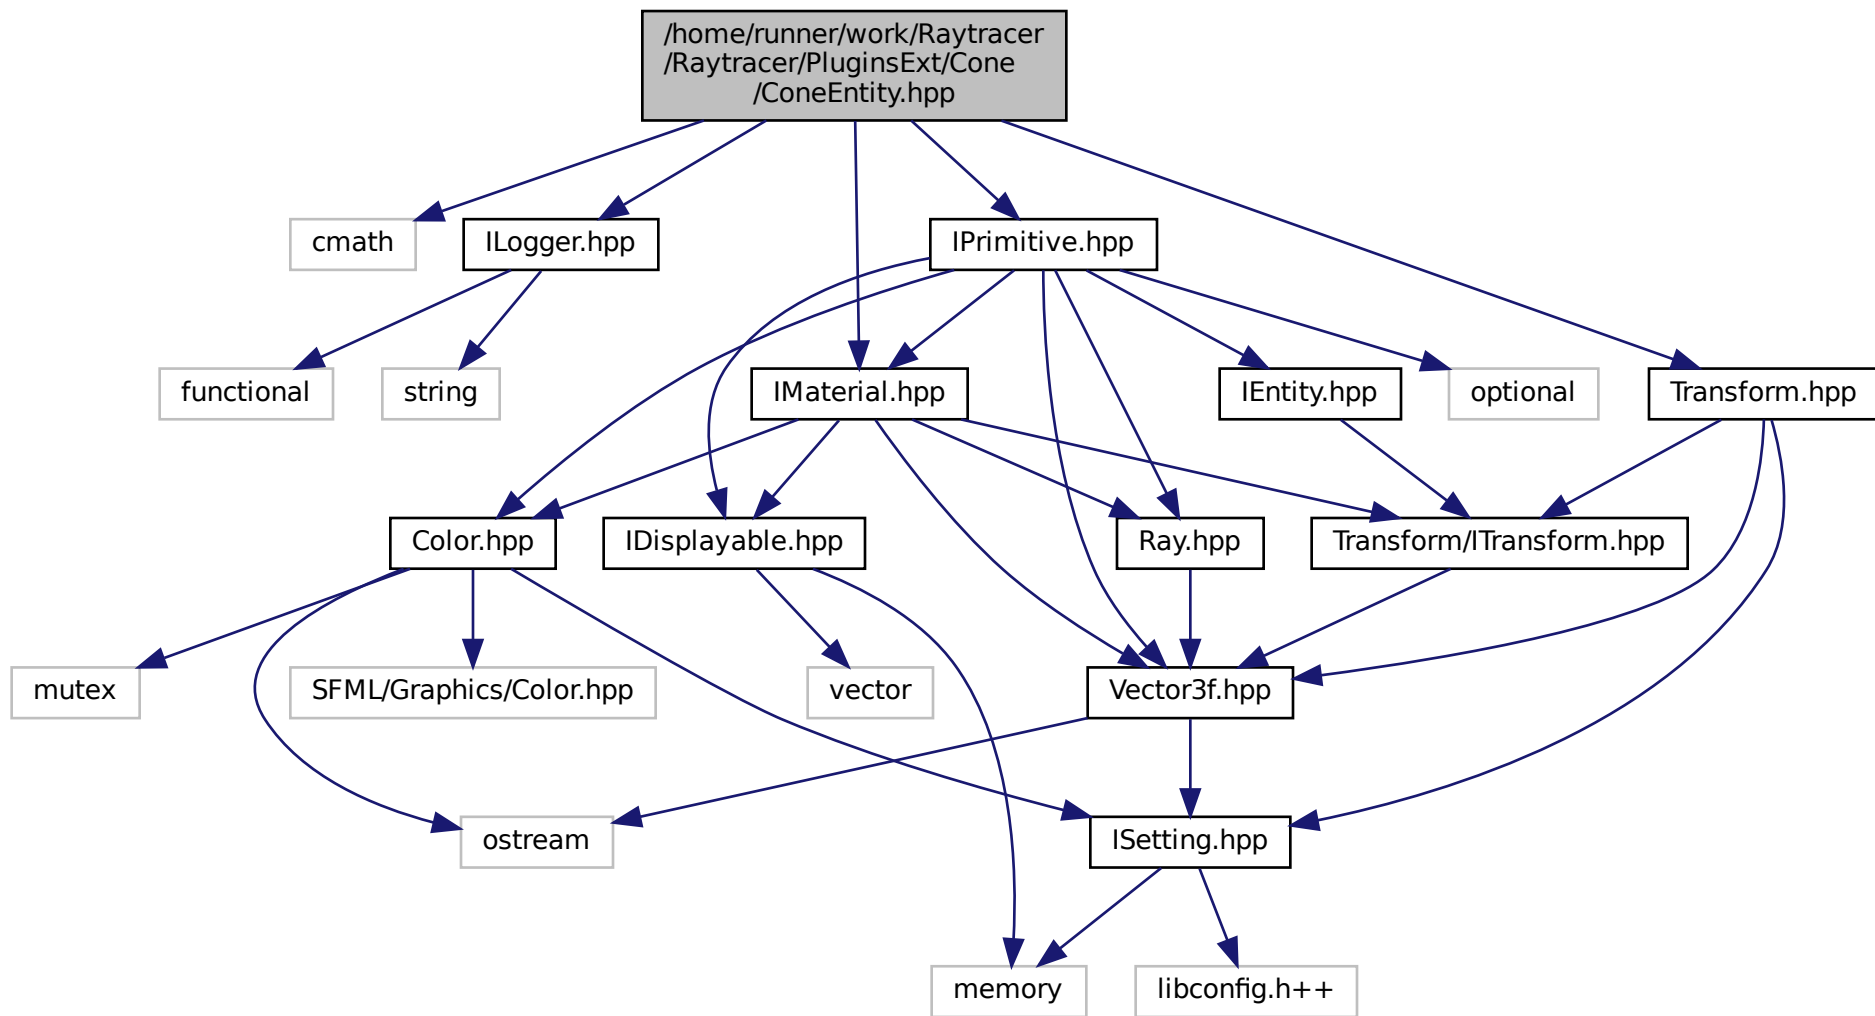 /home/runner/work/Raytracer
/Raytracer/PluginsExt/Cone
/ConeEntity.hpp
cmath
ILogger.hpp
IPrimitive.hpp
functional
string
IMaterial.hpp
IEntity.hpp
optional
Transform.hpp
Color.hpp
IDisplayable.hpp
Ray.hpp
Transform/ITransform.hpp
mutex
SFML/Graphics/Color.hpp
vector
Vector3f.hpp
ostream
ISetting.hpp
memory
libconfig.h++